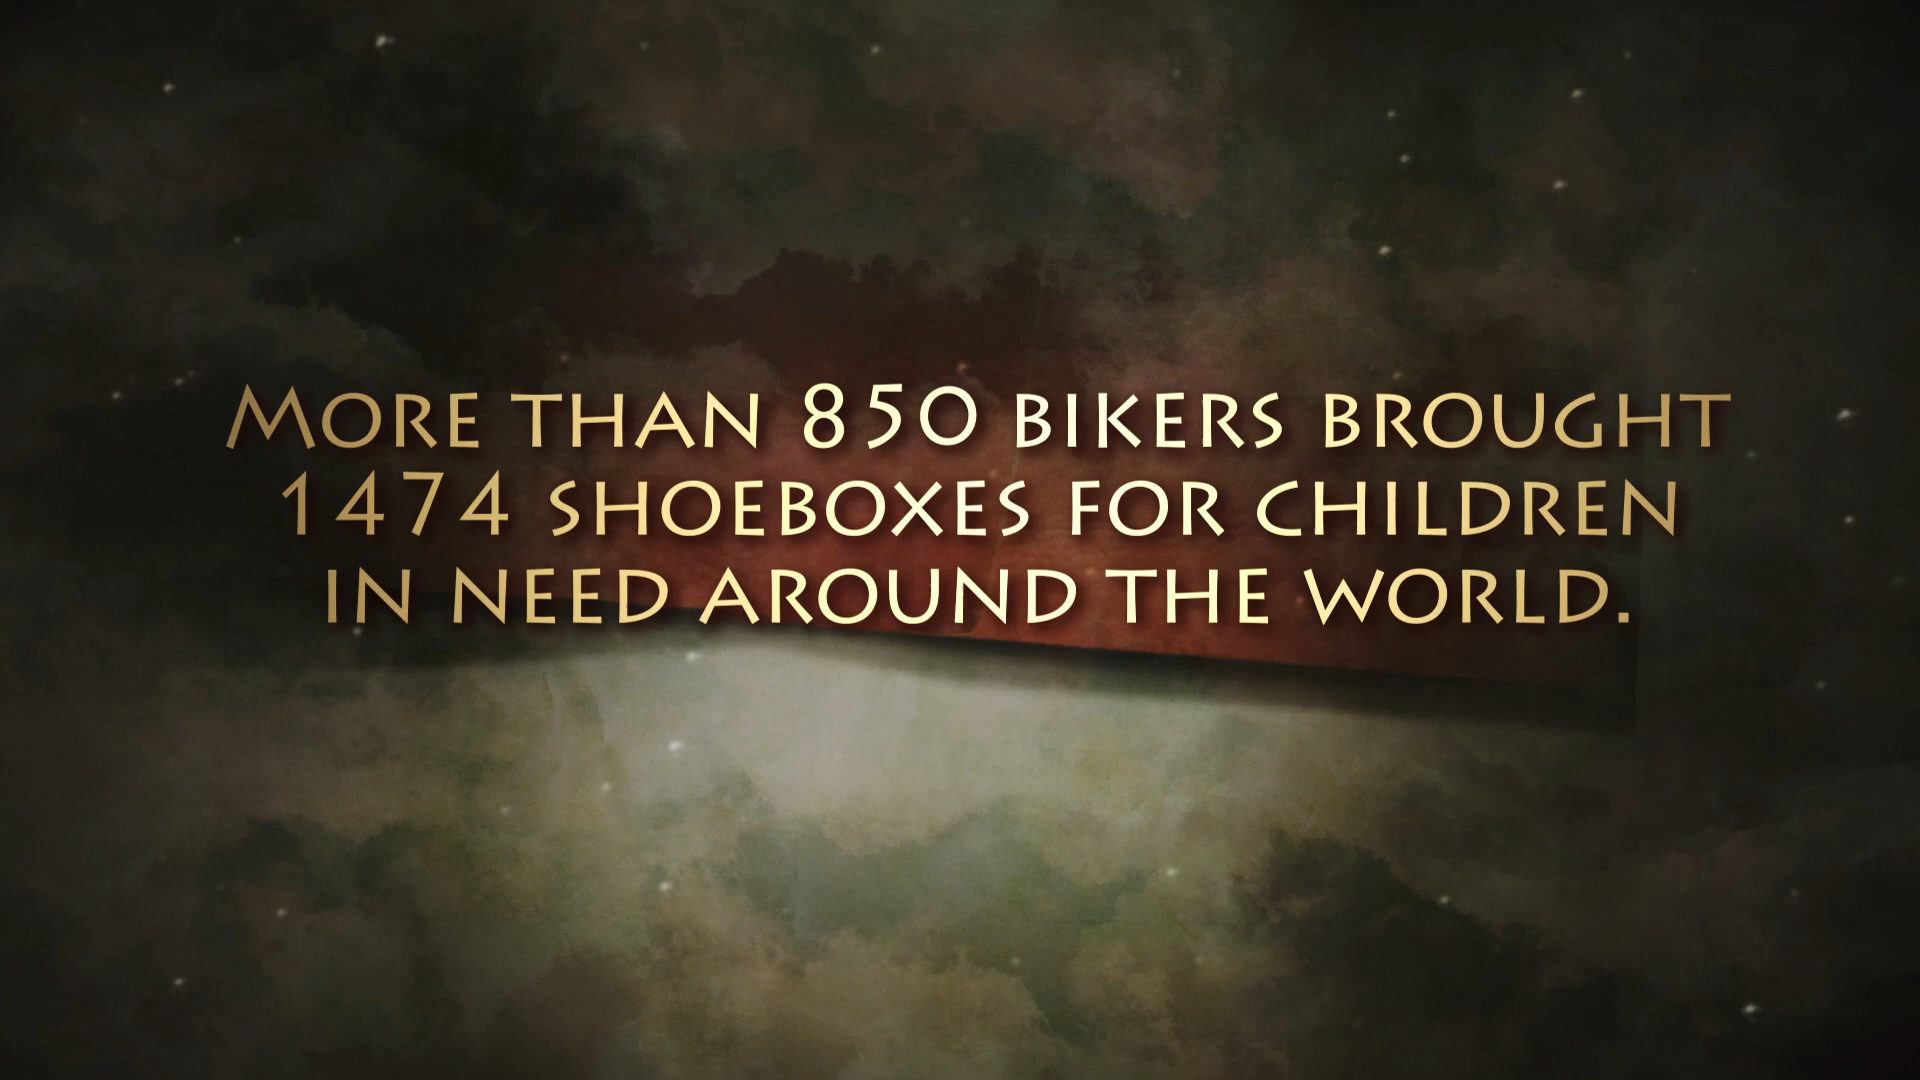 More than 850 bikers brought
1474 shoeboxes for children
in need around the world.